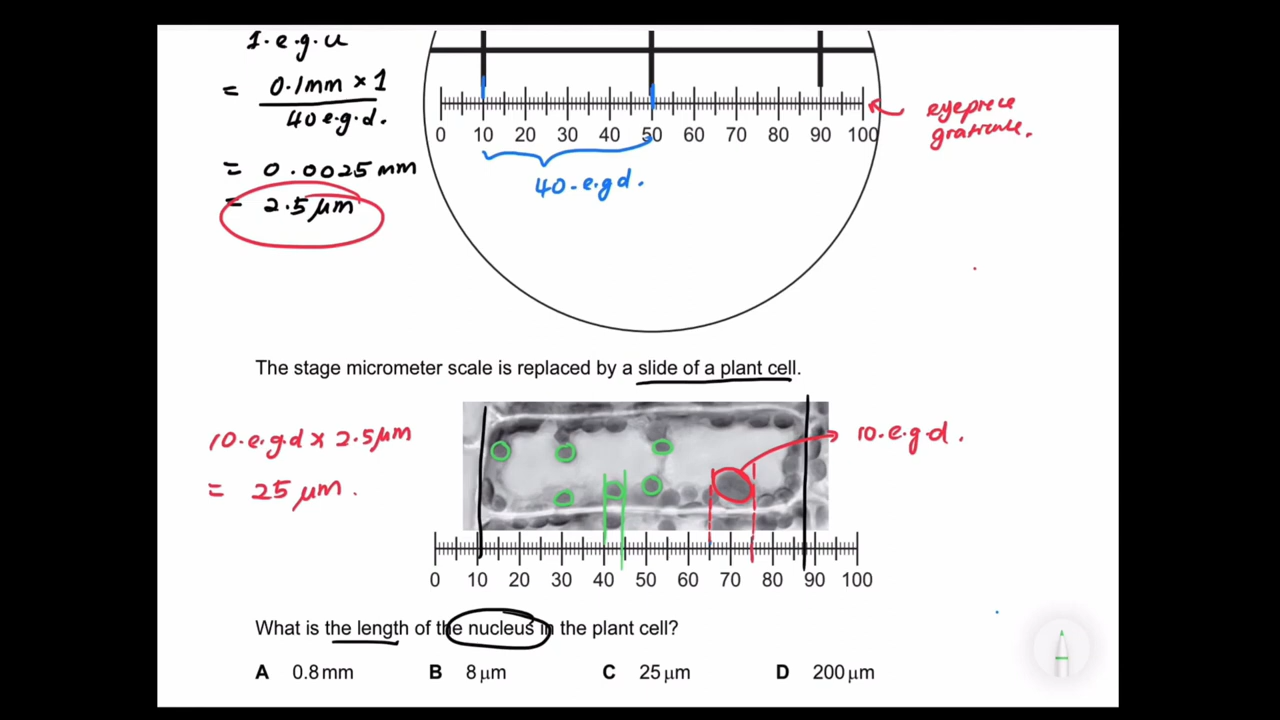 1.e.g.u
= 0.1mm × 1
40 e.g.d.
= 0.0025 mm
= 2.5 μm
0 10 20 30 40 50 60 70 80 90 100
eyepiece
graticule.
40.e.g.d.
The stage micrometer scale is replaced by a slide of a plant cell.
10.e.g.d × 2.5μm
= 25 μm.
10.e.g.d.
0 10 20 30 40 50 60 70 80 90 100
What is the length of the nucleus in the plant cell?
A 0.8 mm B 8 μm C 25 μm D 200 μm